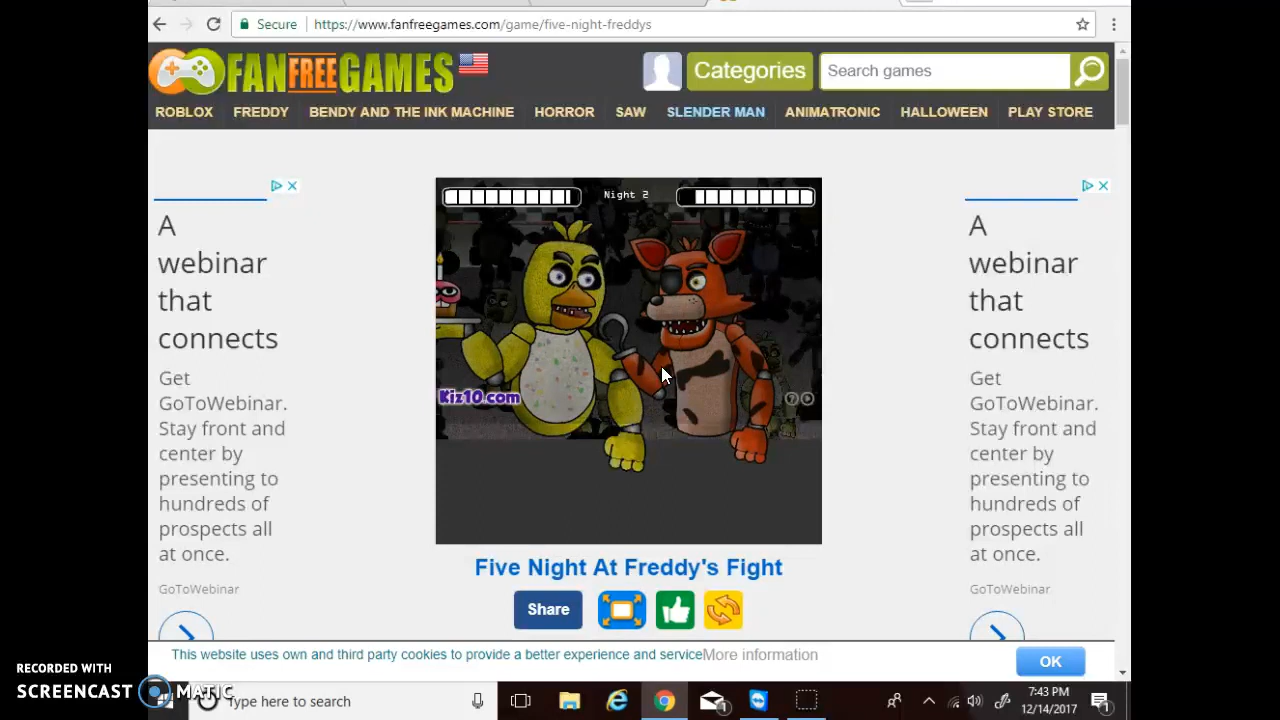 Secure https://www.fanfreegames.com/game/five-night-freddys
FANFREEGAMES
Categories
Search games
ROBLOX FREDDY BENDY AND THE INK MACHINE HORROR SAW SLENDER MAN ANIMATRONIC HALLOWEEN PLAY STORE
Night 2
A
webinar
that
connects
Get
GoToWebinar.
Stay front and
center by
presenting to
hundreds of
prospects all
at once.
GoToWebinar
Kiz10.com
A
webinar
that
connects
Get
GoToWebinar.
Stay front and
center by
presenting to
hundreds of
prospects all
at once.
GoToWebinar
Five Night At Freddy's Fight
Share
This website uses own and third party cookies to provide a better experience and serviceMore information
OK
RECORDED WITH
SCREENCAST MATIC
Type here to search
1
7:43 PM
12/14/2017
1